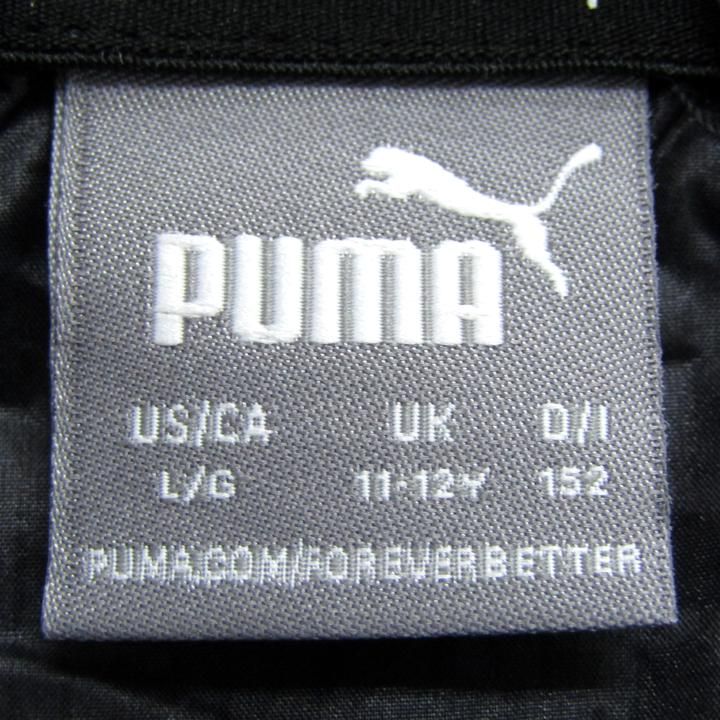 PUMA
US/CA UK D/I
L/G 11-12Y 152
PUMA.COM/FOREVERBETTER